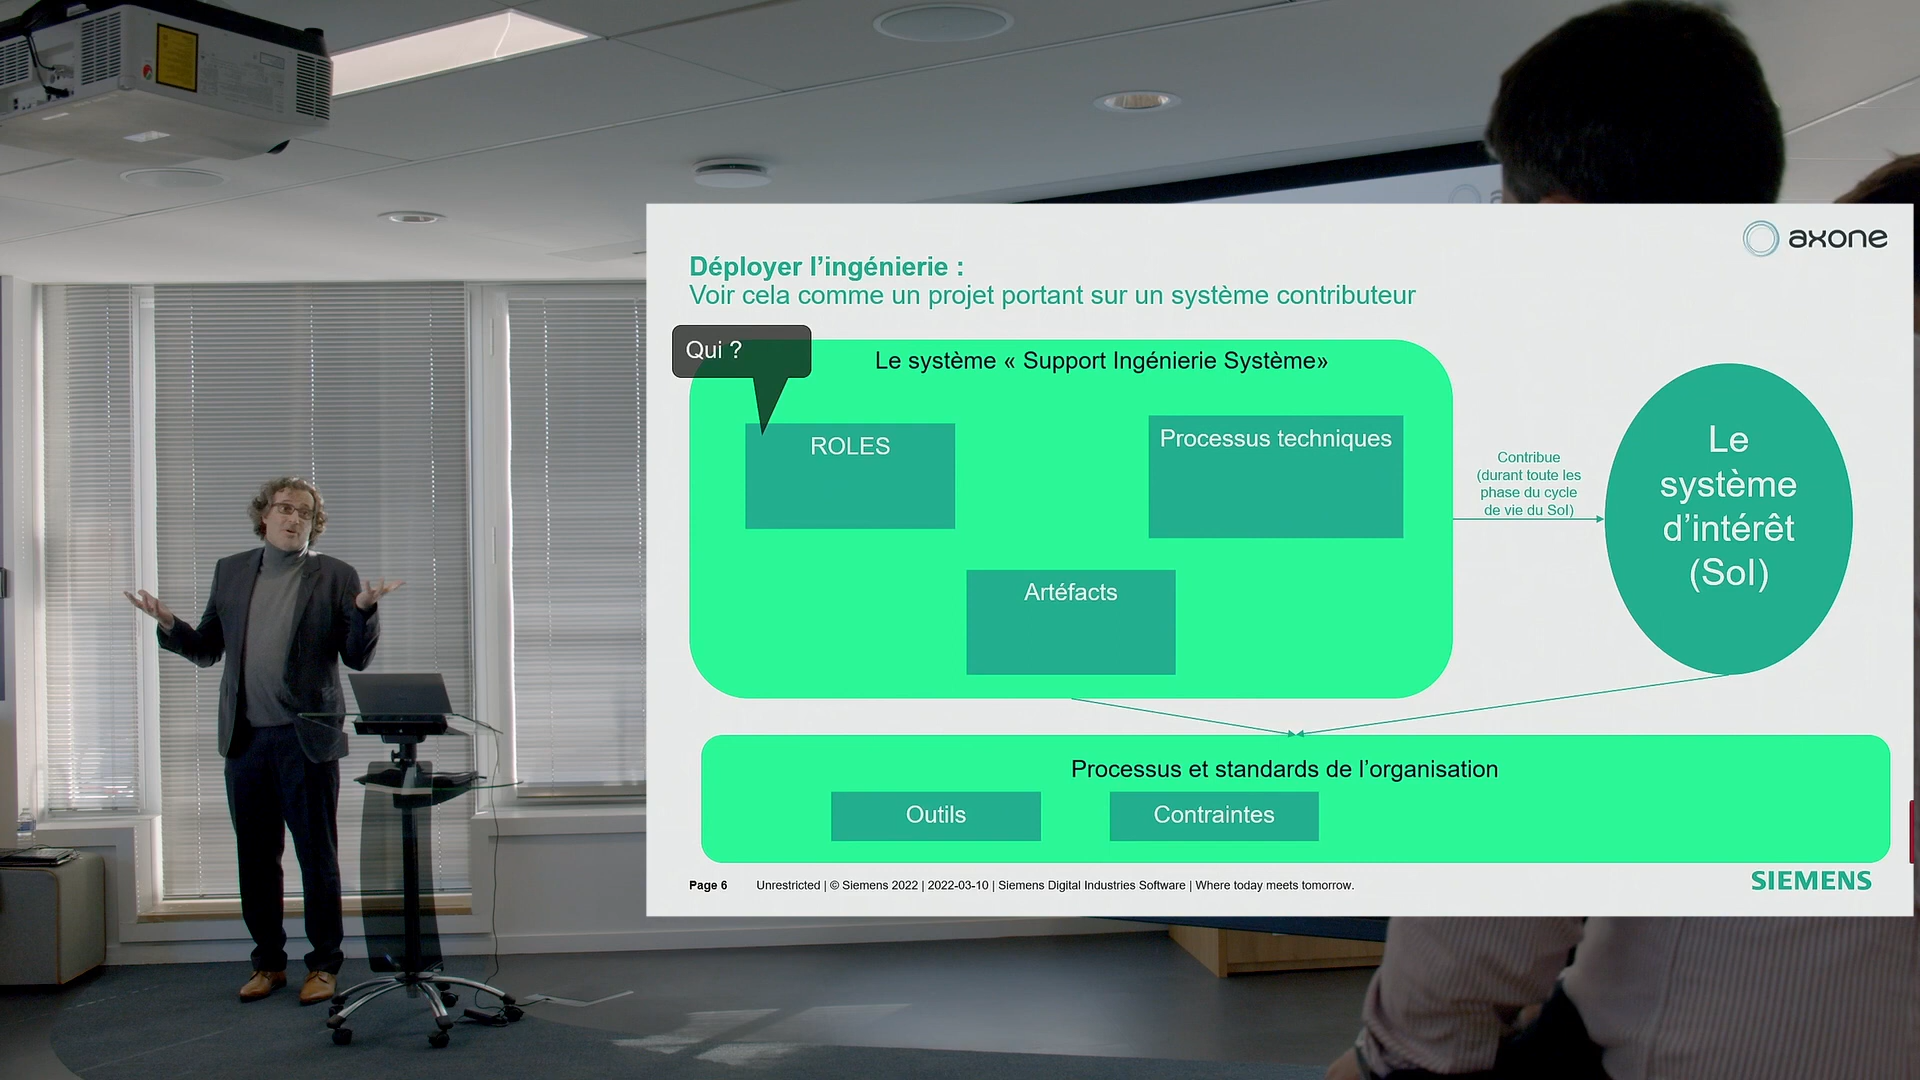 axone
Déployer l’ingénierie :
Voir cela comme un projet portant sur un système contributeur
Qui ?
Le système « Support Ingénierie Système»
ROLES
Processus techniques
Artéfacts
Contribue
(durant toute les
phase du cycle
de vie du SoI)
Le
système
d’intérêt
(SoI)
Processus et standards de l’organisation
Outils
Contraintes
Page 6
Unrestricted | © Siemens 2022 | 2022-03-10 | Siemens Digital Industries Software | Where today meets tomorrow.
SIEMENS